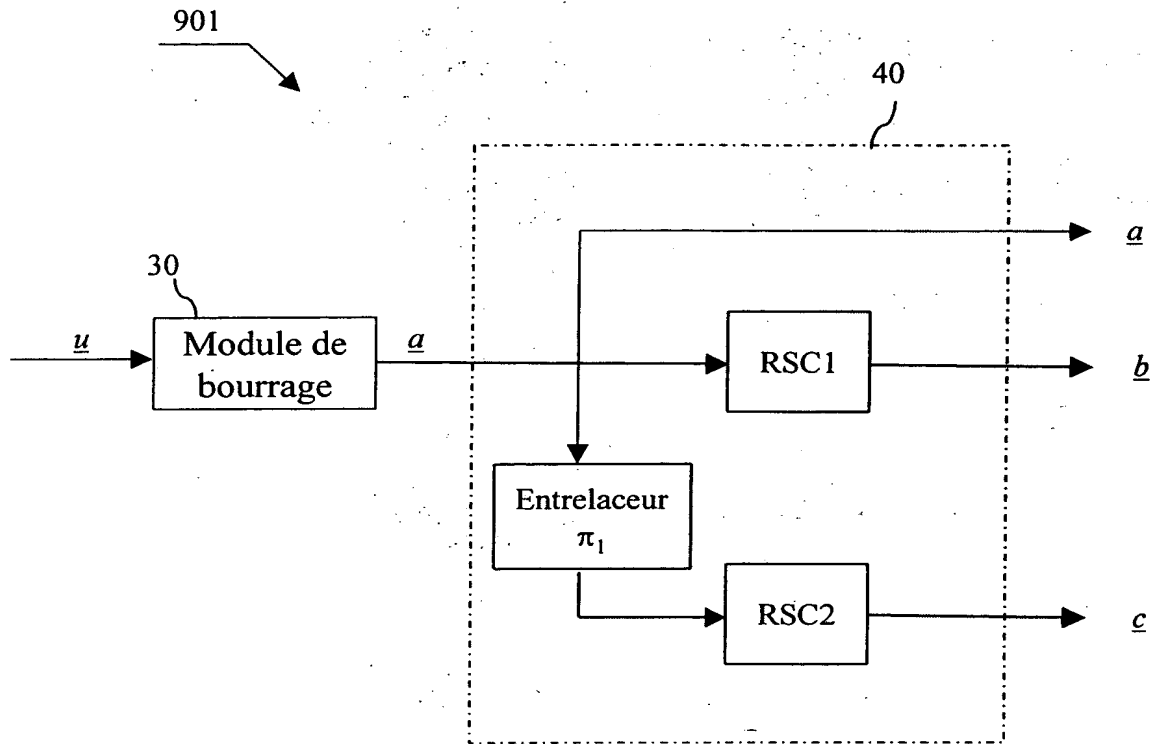 901
40
a
30
u
Module de
bourrage
a
RSC1
b
Entrelaceur
π₁
RSC2
c